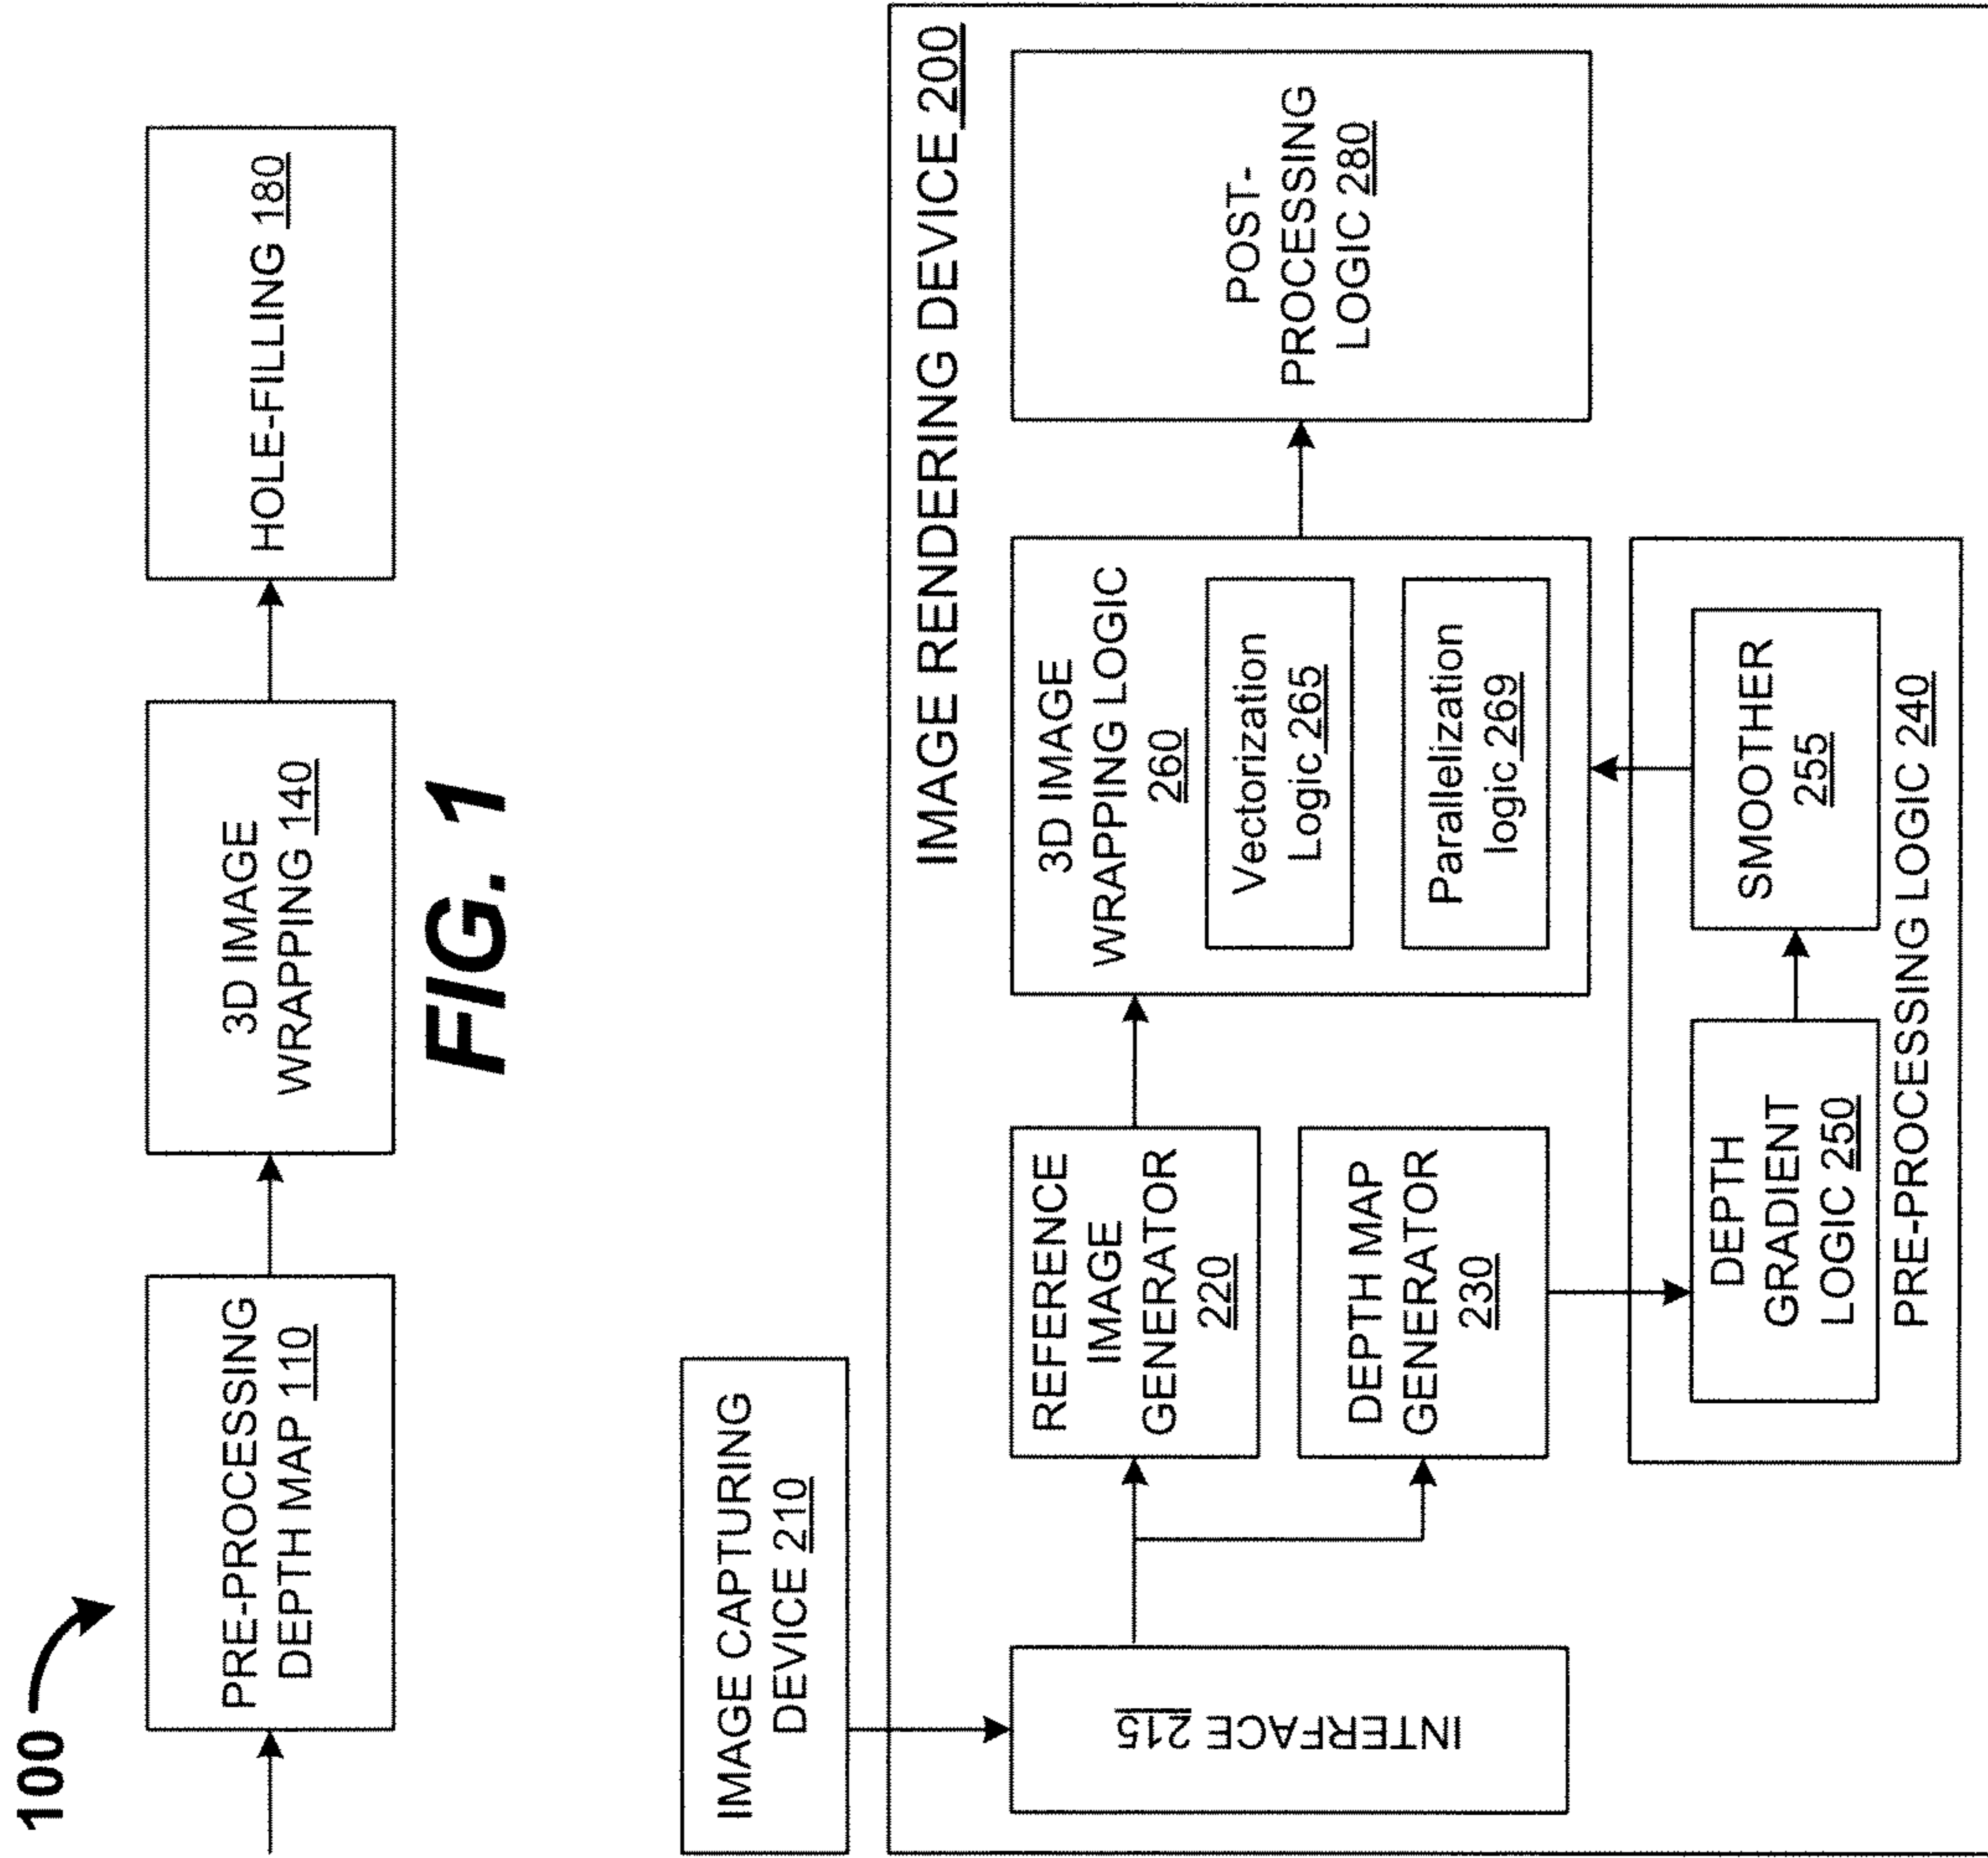 100
PRE-PROCESSING
DEPTH MAP 110
3D IMAGE
WRAPPING 140
HOLE-FILLING 180
FIG. 1
IMAGE CAPTURING
DEVICE 210
IMAGE RENDERING DEVICE 200
INTERFACE 215
REFERENCE
IMAGE
GENERATOR
220
DEPTH MAP
GENERATOR
230
3D IMAGE
WRAPPING LOGIC
260
Vectorization
Logic 265
Parallelization
logic 269
POST-
PROCESSING
LOGIC 280
DEPTH
GRADIENT
LOGIC 250
SMOOTHER
255
PRE-PROCESSING LOGIC 240